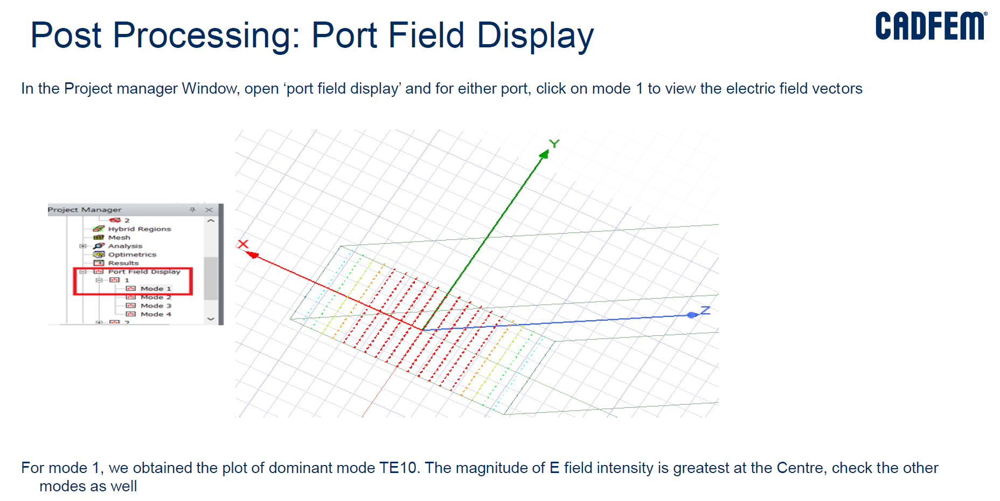 CADFEM®
Post Processing: Port Field Display
In the Project manager Window, open ‘port field display’ and for either port, click on mode 1 to view the electric field vectors
Project Manager
2
Hybrid Regions
Mesh
Analysis
Optimetrics
Results
Port Field Display
1
Mode 1
Mode 2
Mode 3
Mode 4
2
X
Y
Z
For mode 1, we obtained the plot of dominant mode TE10. The magnitude of E field intensity is greatest at the Centre, check the other
modes as well